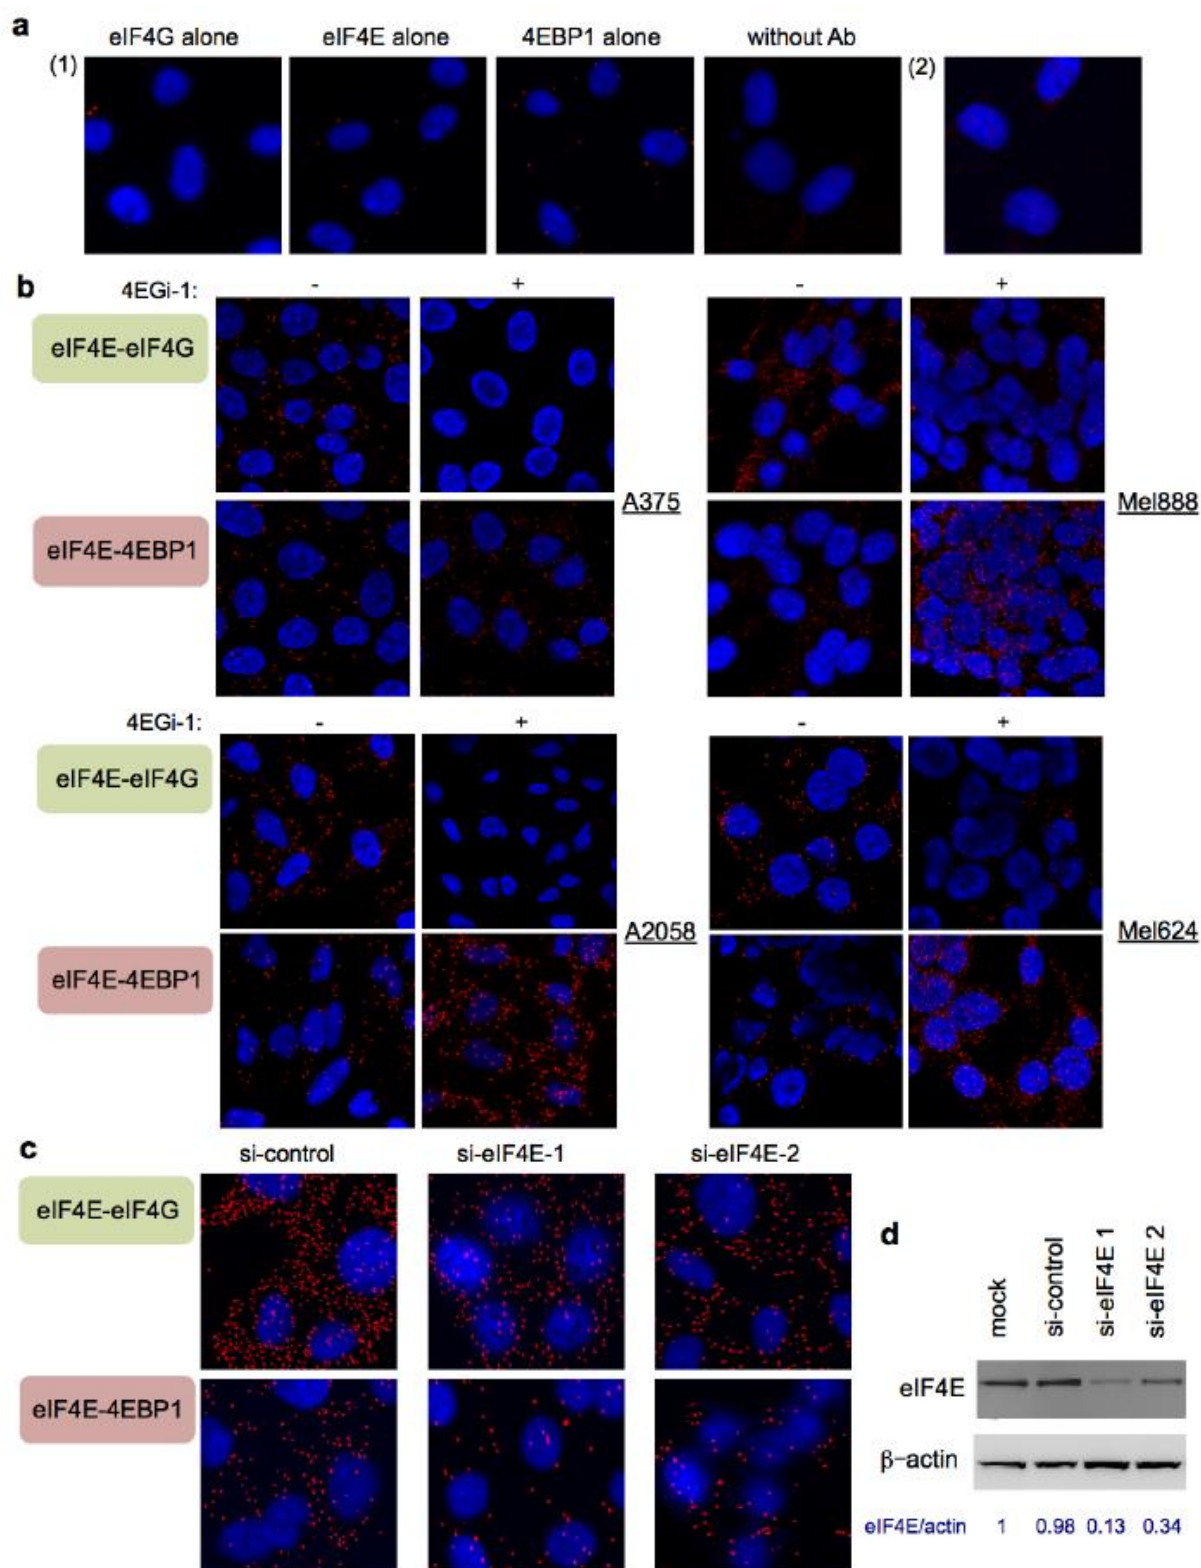 a
eIF4G alone eIF4E alone 4EBP1 alone without Ab
(1) (2)
b
4EGi-1: - + - +
eIF4E-eIF4G
A375 Mel888
eIF4E-4EBP1
4EGi-1: - + - +
eIF4E-eIF4G
A2058 Mel624
eIF4E-4EBP1
c
si-control si-eIF4E-1 si-eIF4E-2
eIF4E-eIF4G
eIF4E-4EBP1
d
mock si-control si-eIF4E 1 si-eIF4E 2
eIF4E
β-actin
eIF4E/actin 1 0.98 0.13 0.34